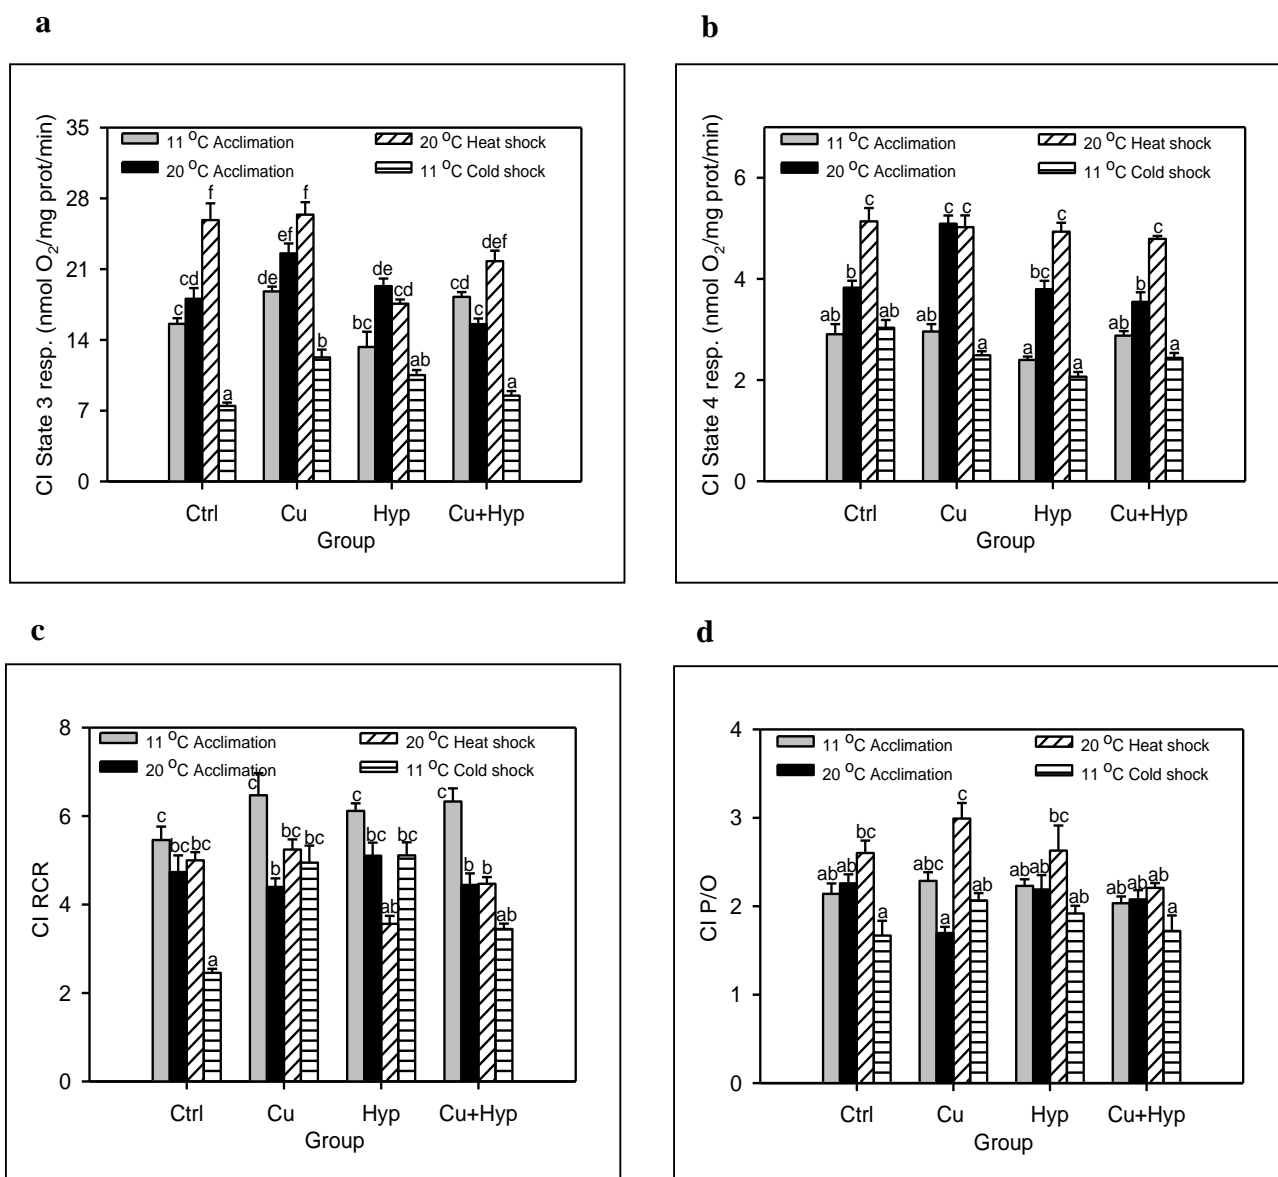 a
CI State 3 resp. (nmol O2/mg prot/min)
35
28
21
14
7
0
11 °C Acclimation
20 °C Acclimation
20 °C Heat shock
11 °C Cold shock
c cd f a
de ef f b
bc de cd ab
cd c def a
Ctrl Cu Hyp Cu+Hyp
Group
b
CI State 4 resp. (nmol O2/mg prot/min)
6
4
2
0
11 °C Acclimation
20 °C Acclimation
20 °C Heat shock
11 °C Cold shock
ab b c ab
ab c c a
a bc c a
ab b c a
Ctrl Cu Hyp Cu+Hyp
Group
c
CI RCR
8
6
4
2
0
11 °C Acclimation
20 °C Acclimation
20 °C Heat shock
11 °C Cold shock
c bc bc a
c b bc bc
c bc ab bc
c b b ab
Ctrl Cu Hyp Cu+Hyp
Group
d
CI P/O
4
3
2
1
0
11 °C Acclimation
20 °C Acclimation
20 °C Heat shock
11 °C Cold shock
ab ab bc a
abc a c ab
ab ab bc ab
ab ab ab a
Ctrl Cu Hyp Cu+Hyp
Group